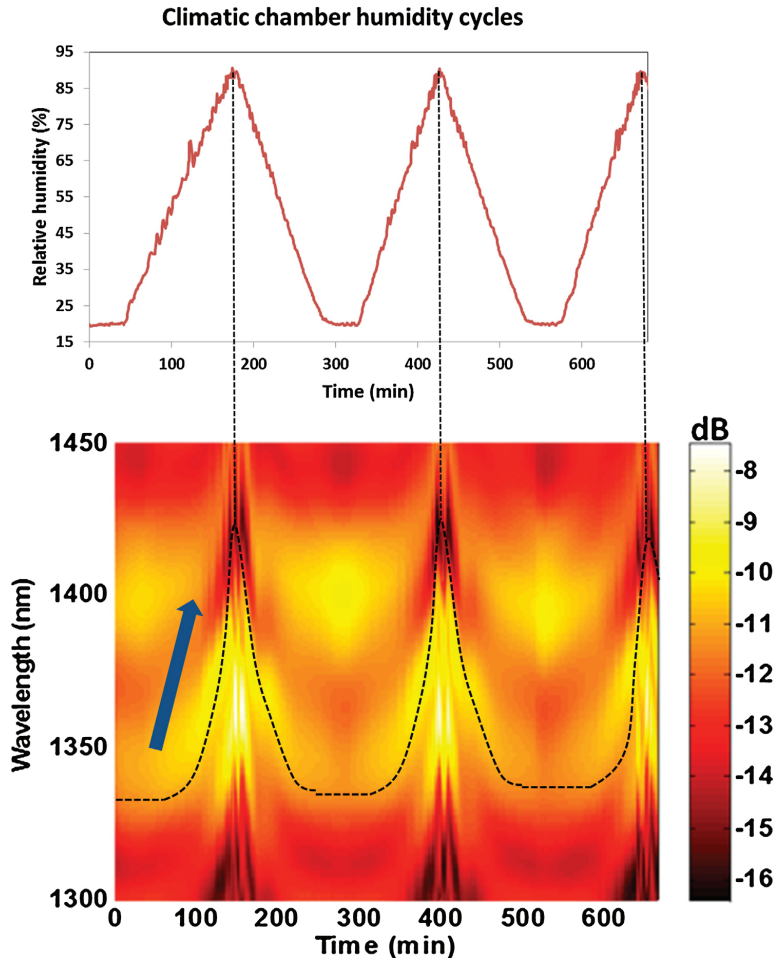 Climatic chamber humidity cycles
95
85
75
65
55
45
35
25
15
Relative humidity (%)
0 100 200 300 400 500 600
Time (min)
dB
1450
1400
1350
1300
Wavelength (nm)
-8
-9
-10
-11
-12
-13
-14
-15
-16
0 100 200 300 400 500 600
Time (min)